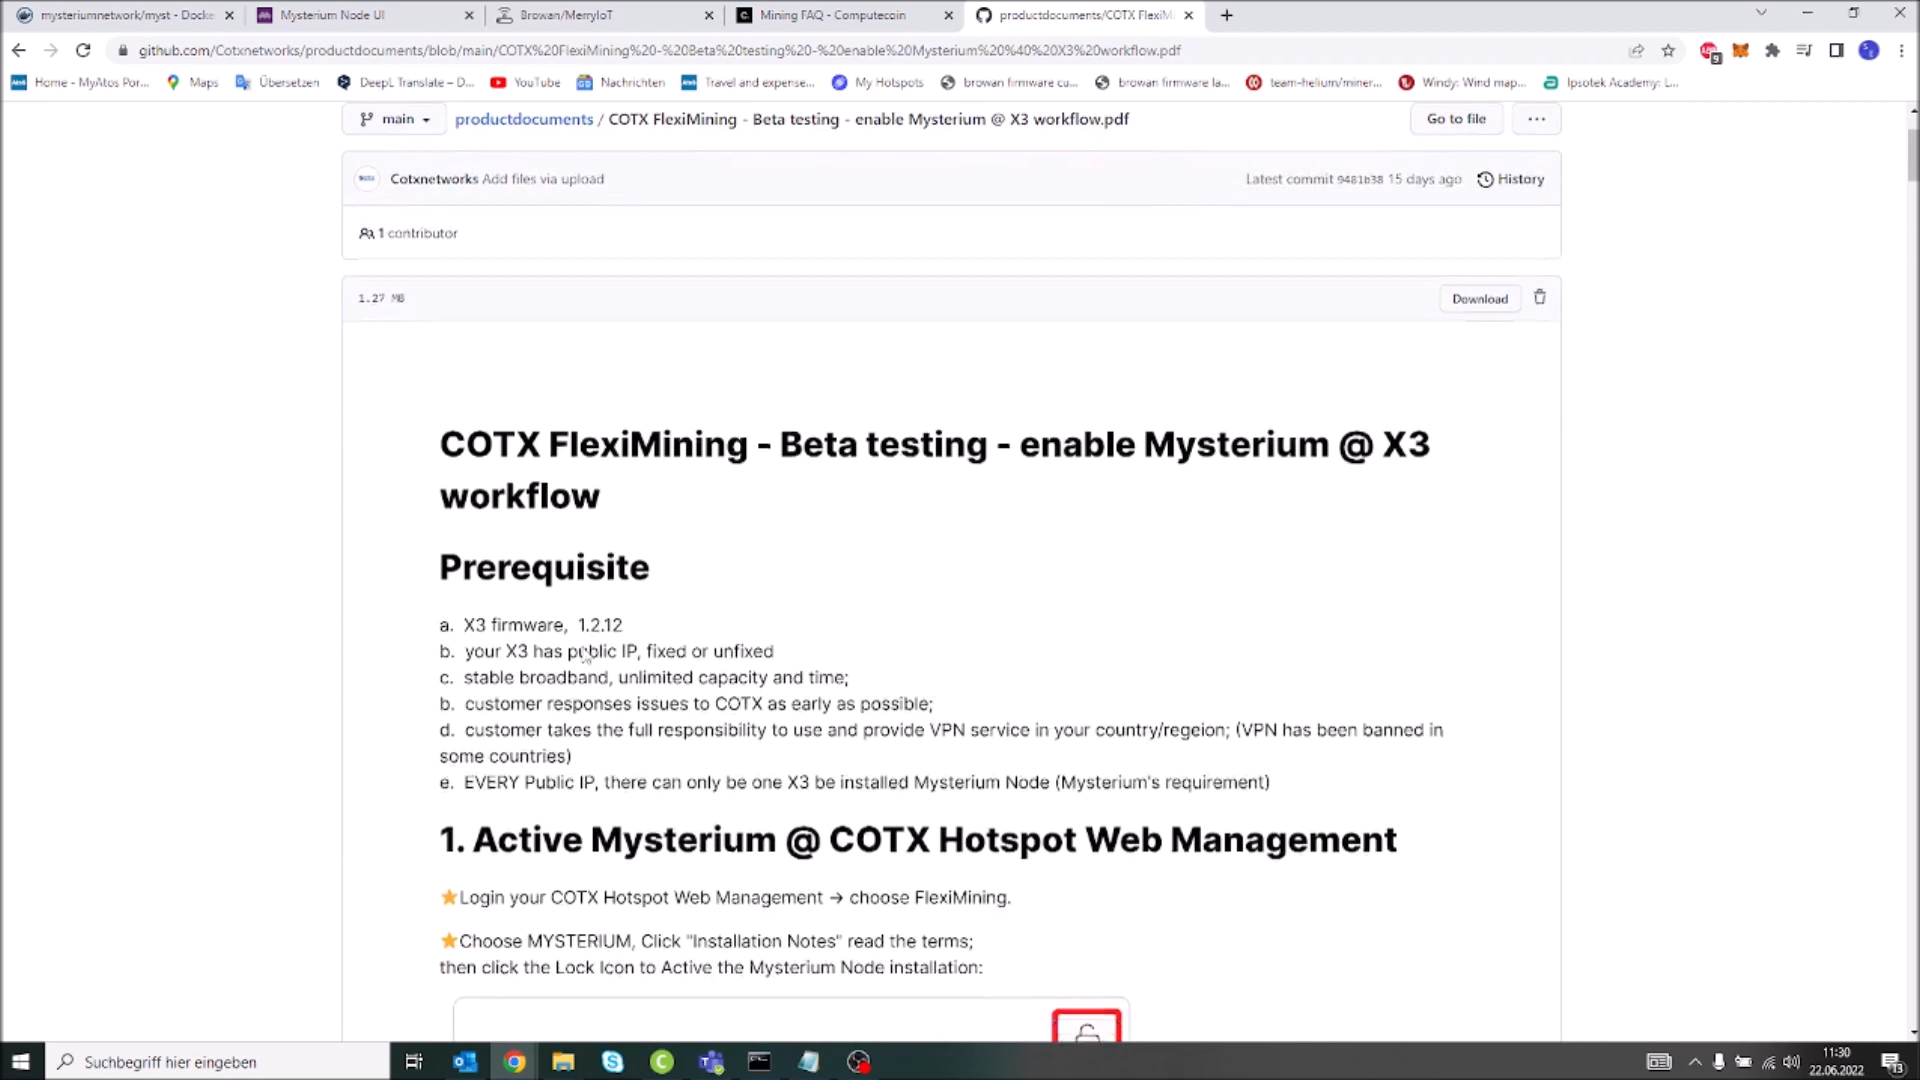 mysteriumnetwork/myst - Docke
Mysterium Node UI
Browan/MerryIoT
Mining FAQ - Computecoin
productdocuments/COTX FlexiMi
github.com/Cotxnetworks/productdocuments/blob/main/COTX%20FlexiMining%20-%20Beta%20testing%20-%20enable%20Mysterium%20%40%20X3%20workflow.pdf
Home - MyAtos Por...
Maps
Übersetzen
DeepL Translate – D...
YouTube
Nachrichten
Travel and expense...
My Hotspots
browan firmware cu...
browan firmware la...
team-helium/miner...
Windy: Wind map...
Ipsotek Academy: L...
main
productdocuments / COTX FlexiMining - Beta testing - enable Mysterium @ X3 workflow.pdf
Go to file
Cotxnetworks Add files via upload
Latest commit 9481b38 15 days ago
History
1 contributor
1.27 MB
Download
COTX FlexiMining - Beta testing - enable Mysterium @ X3
workflow
Prerequisite
a. X3 firmware, 1.2.12
b. your X3 has public IP, fixed or unfixed
c. stable broadband, unlimited capacity and time;
b. customer responses issues to COTX as early as possible;
d. customer takes the full responsibility to use and provide VPN service in your country/regeion; (VPN has been banned in
some countries)
e. EVERY Public IP, there can only be one X3 be installed Mysterium Node (Mysterium's requirement)
1. Active Mysterium @ COTX Hotspot Web Management
⭐Login your COTX Hotspot Web Management → choose FlexiMining.
⭐Choose MYSTERIUM, Click "Installation Notes" read the terms;
then click the Lock Icon to Active the Mysterium Node installation:
Suchbegriff hier eingeben
11:30
22.06.2022
13